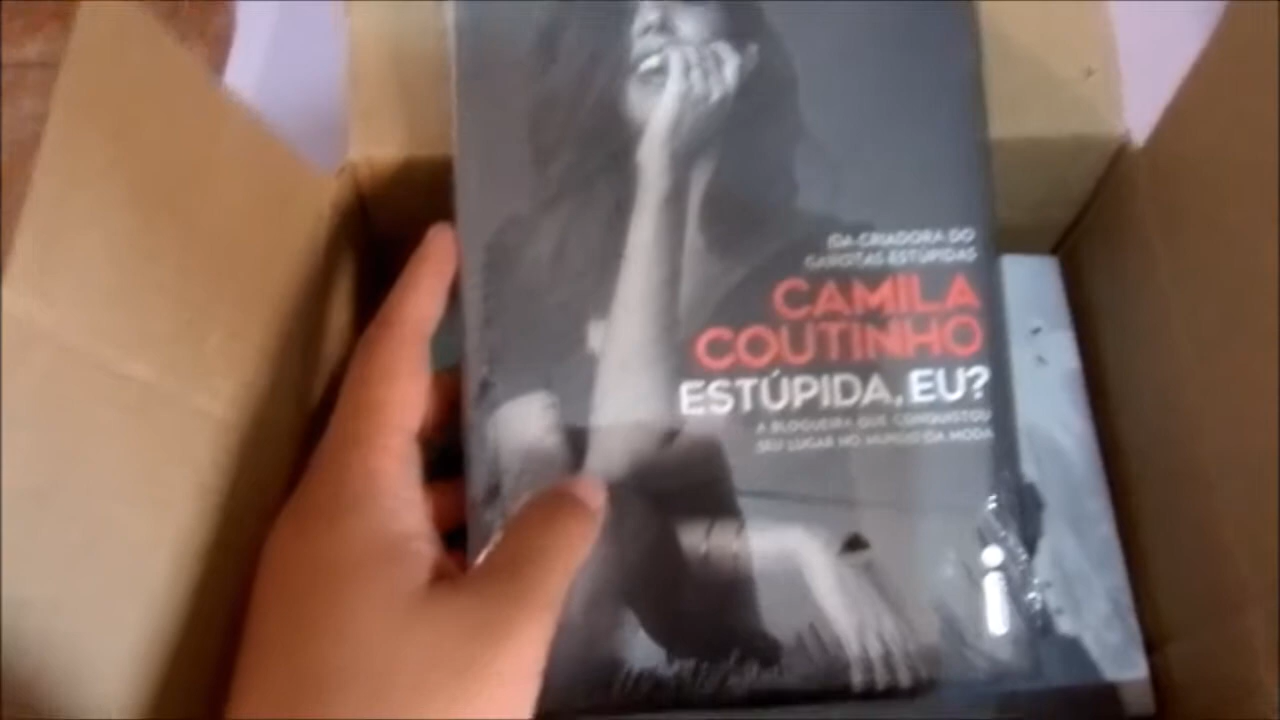 DA CRIADORA DO
GAROTAS ESTÚPIDAS
CAMILA
COUTINHO
ESTÚPIDA, EU?
A BLOGUEIRA QUE CONQUISTOU
SEU LUGAR NO MUNDO DA MODA